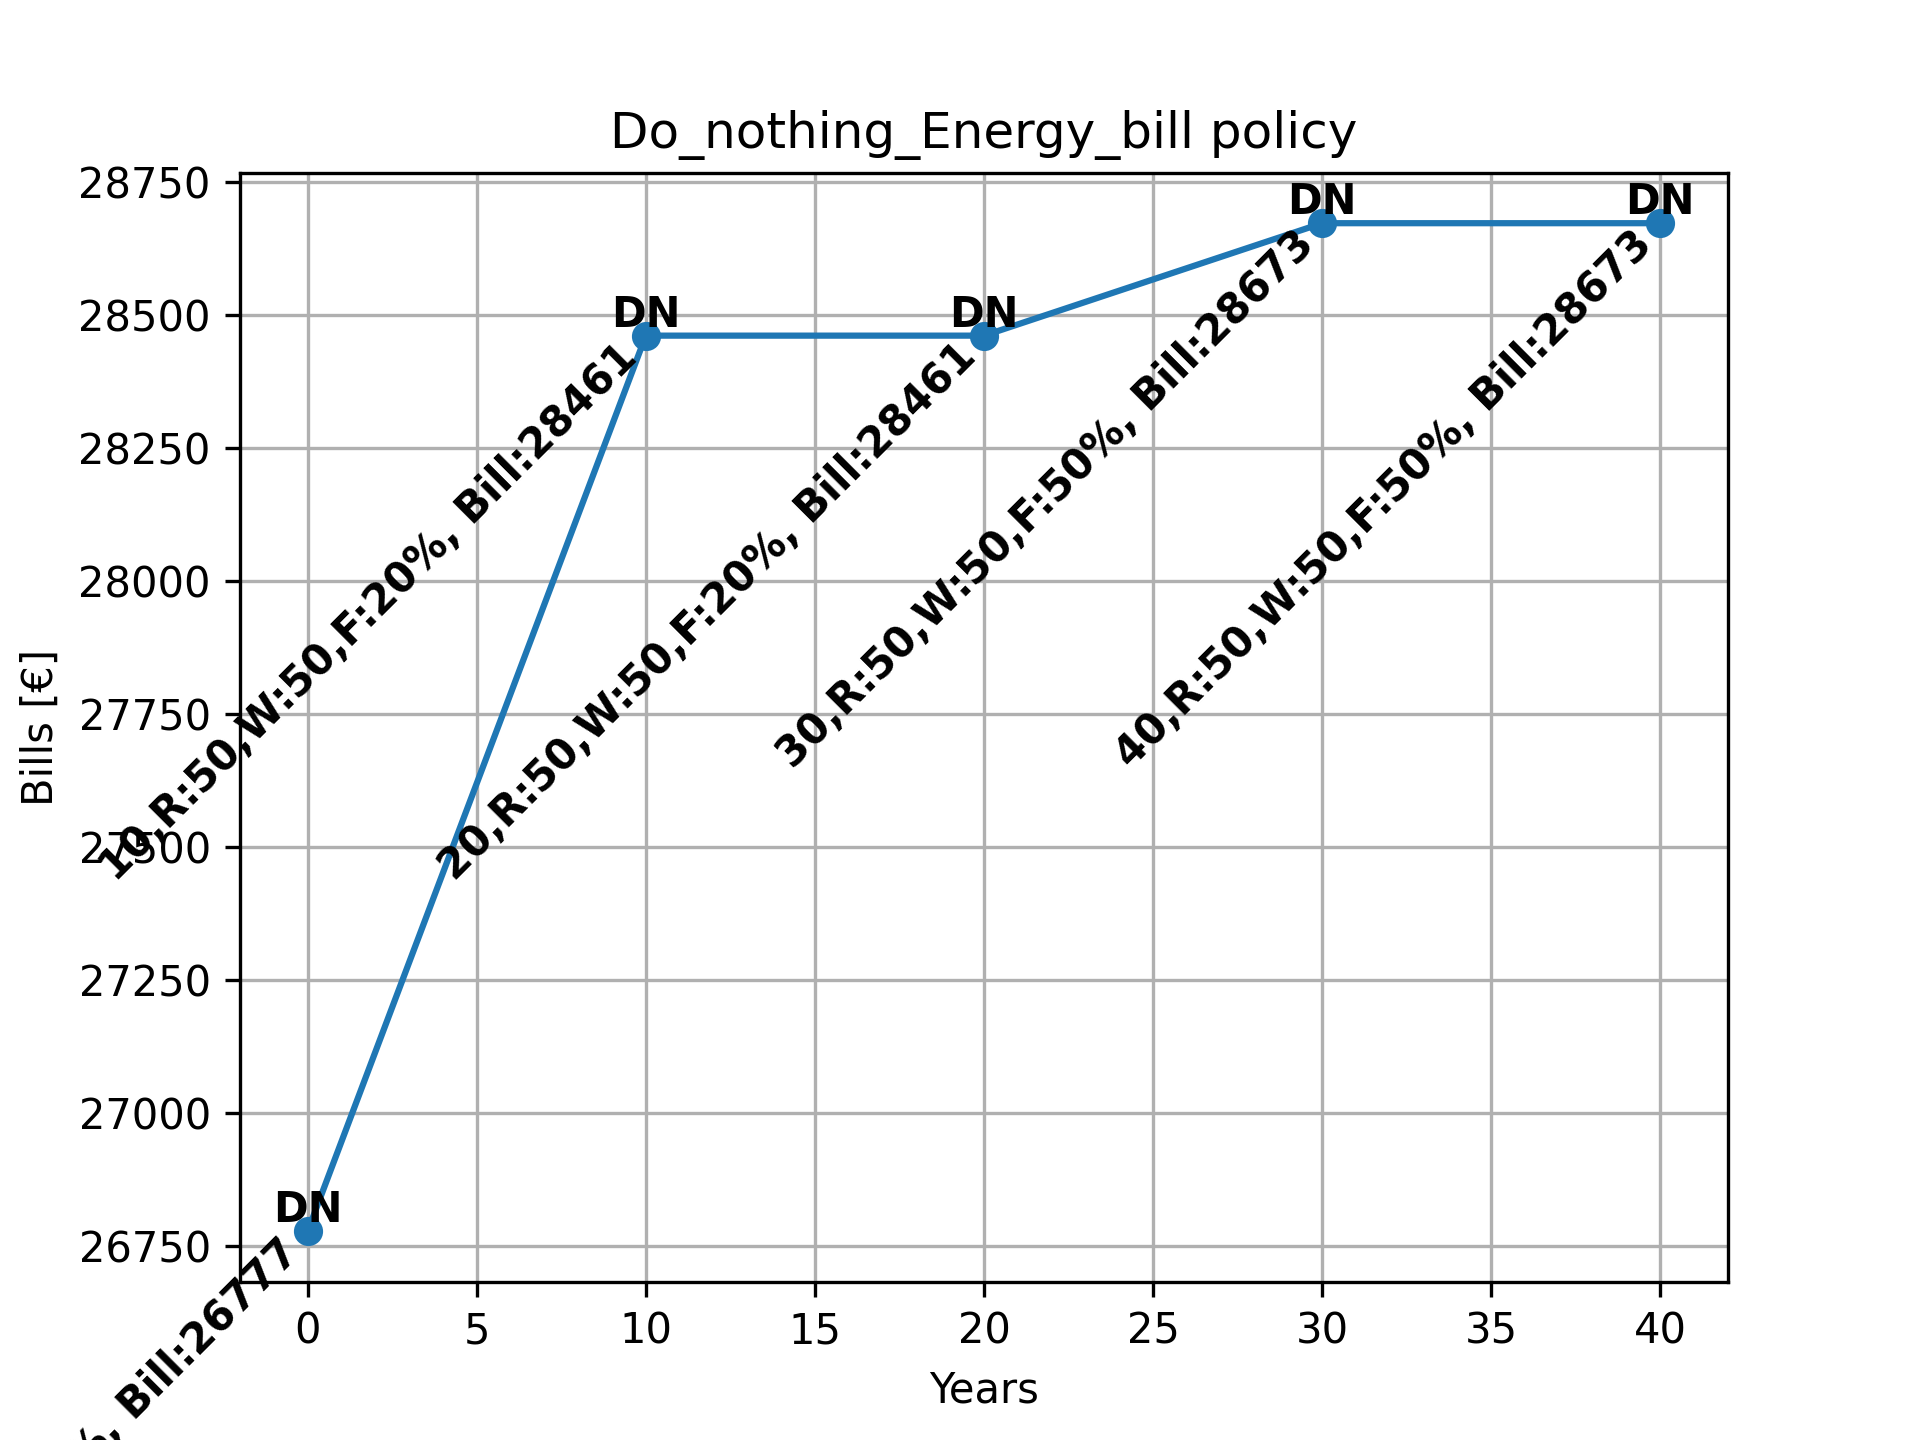 Do_nothing_Energy_bill policy
28750
28500
28250
28000
27750
27500
27250
27000
26750
Bills [€]
DN
DN
DN
DN
DN
%, Bill:26777
10,R:50,W:50,F:20%, Bill:28461
20,R:50,W:50,F:20%, Bill:28461
30,R:50,W:50,F:50%, Bill:28673
40,R:50,W:50,F:50%, Bill:28673
0 5 10 15 20 25 30 35 40
Years